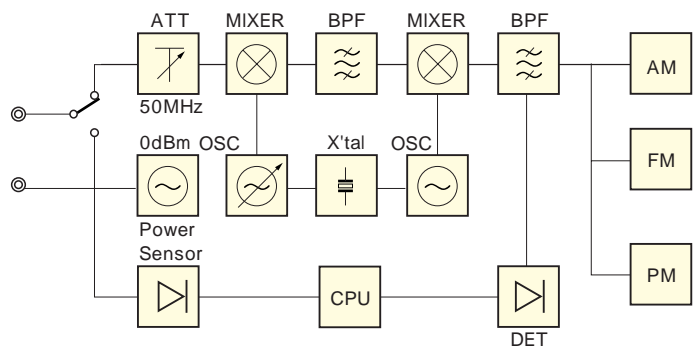 ATT
MIXER
BPF
MIXER
BPF
AM
50MHz
0dBm
OSC
X'tal
OSC
FM
Power
Sensor
CPU
PM
DET